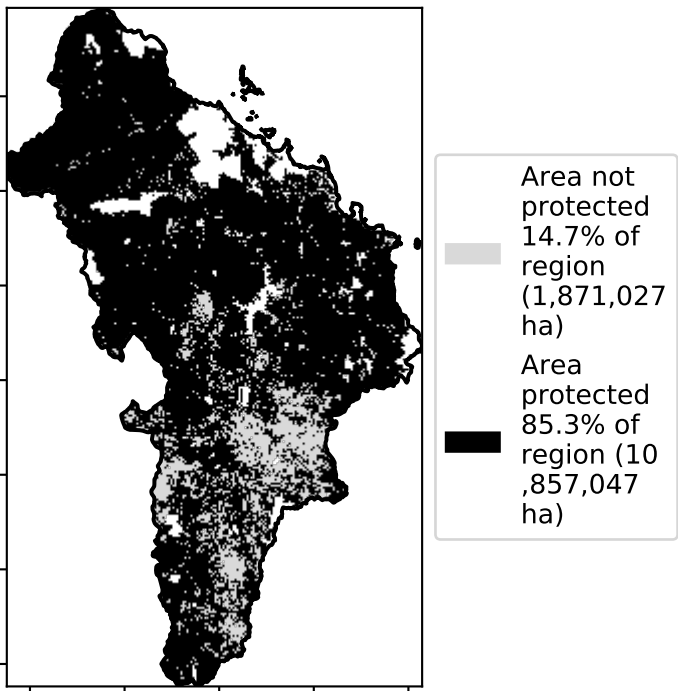 Area not
protected
14.7% of
region
(1,871,027
ha)
Area
protected
85.3% of
region (10
,857,047
ha)